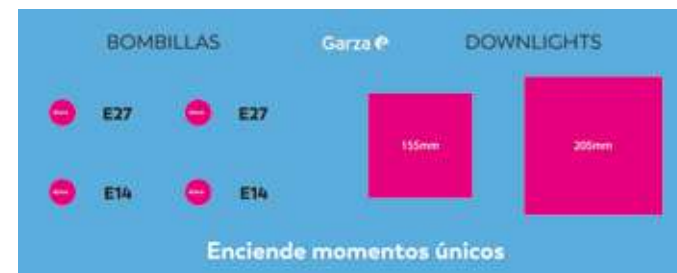 BOMBILLAS
Garza
DOWNLIGHTS
E27
E27
155mm
205mm
E14
E14
Enciende momentos únicos